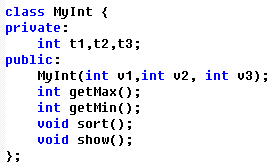 class MyInt {
private:
    int t1,t2,t3;
public:
    MyInt(int v1,int v2, int v3);
    int getMax();
    int getMin();
    void sort();
    void show();
};